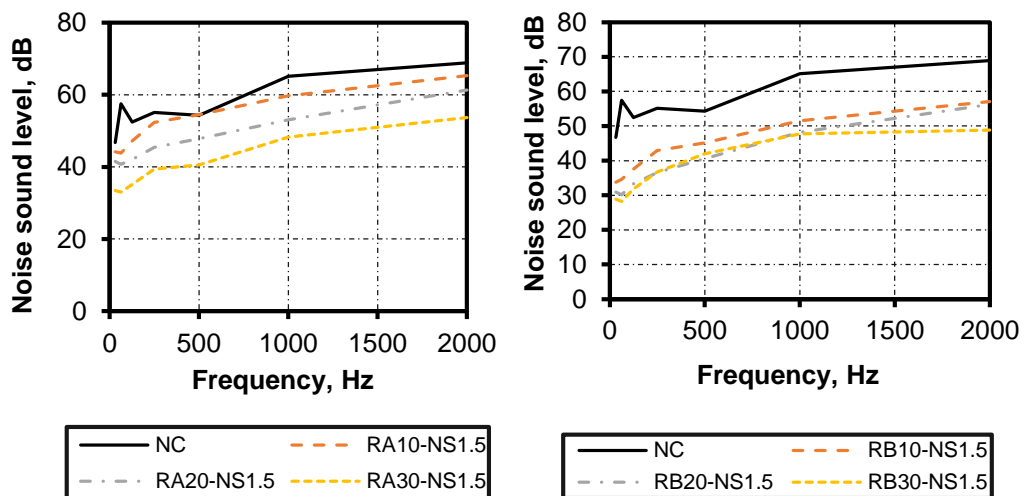 Noise sound level, dB
80
60
40
20
0
0 500 1000 1500 2000
Frequency, Hz
NC RA10-NS1.5
RA20-NS1.5 RA30-NS1.5
Noise sound level, dB
80
70
60
50
40
30
20
10
0
0 500 1000 1500 2000
Frequency, Hz
NC RB10-NS1.5
RB20-NS1.5 RB30-NS1.5